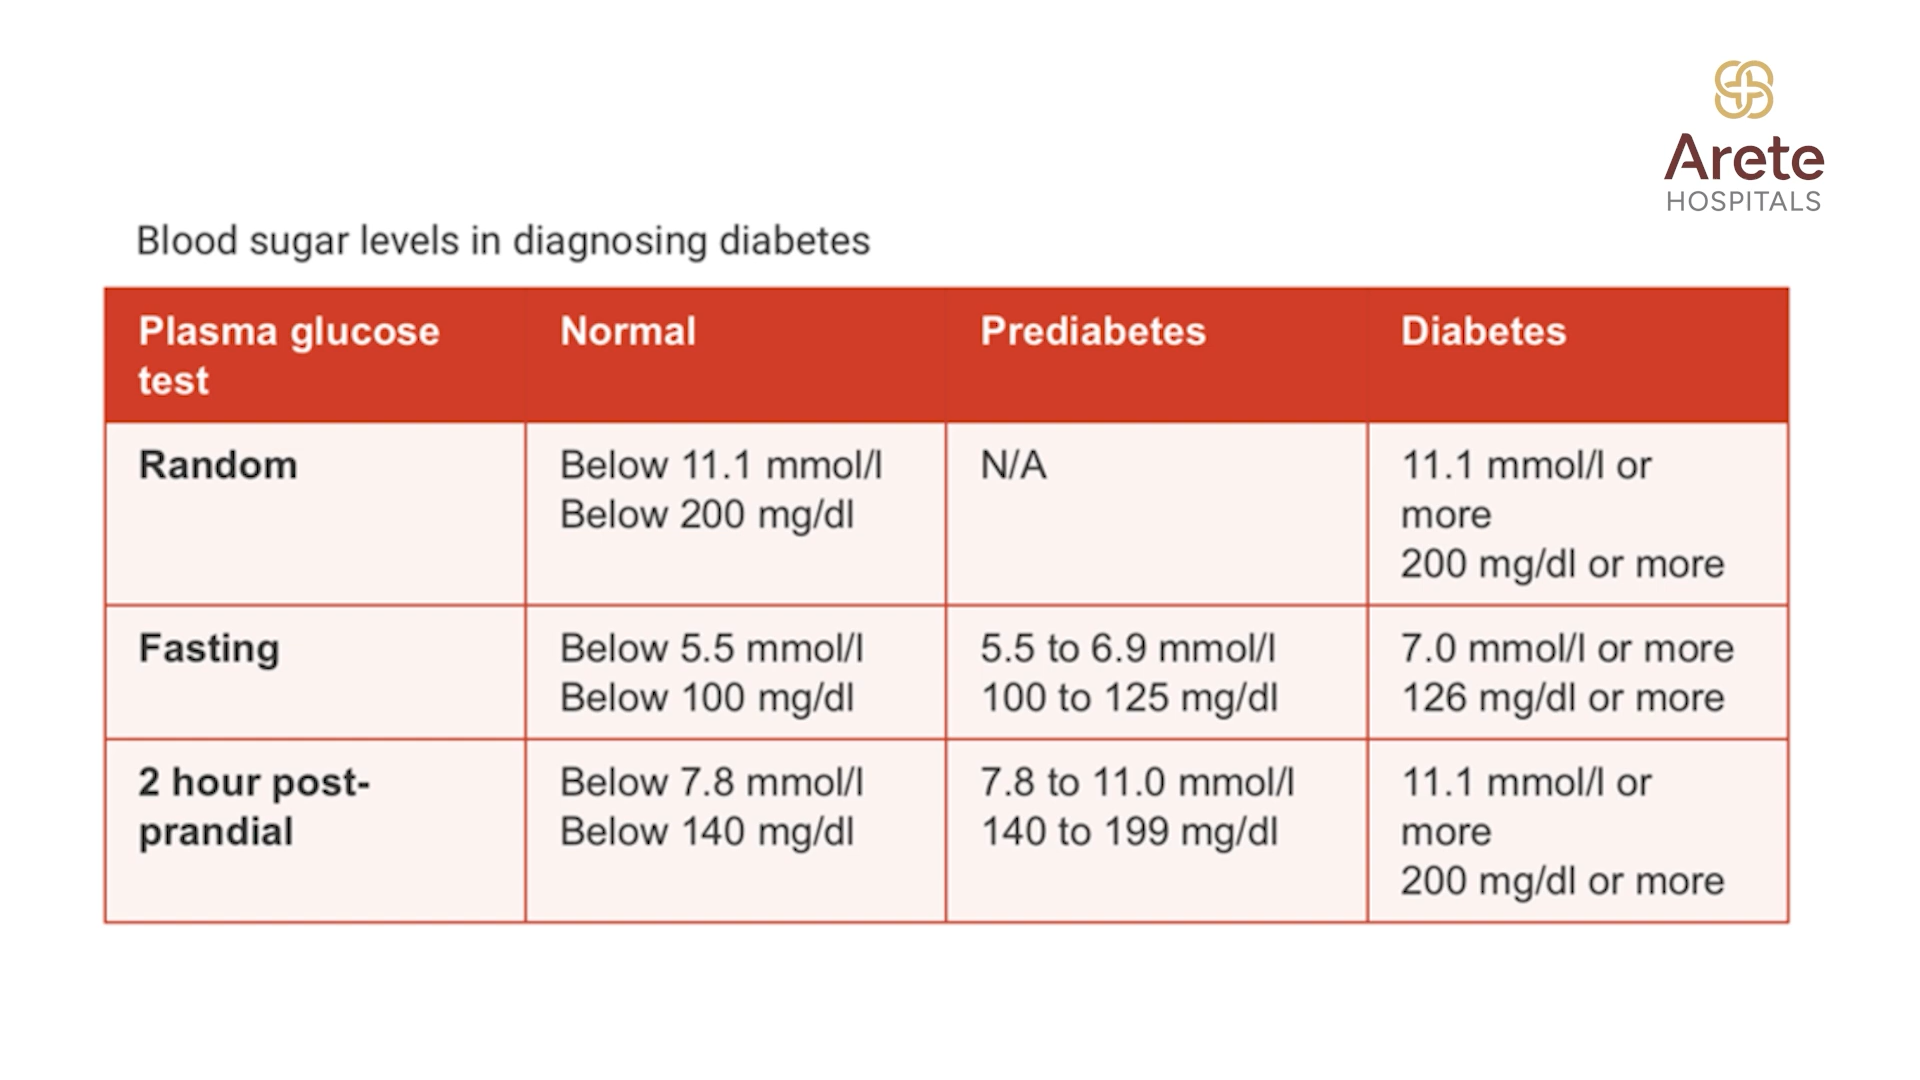 Arete
HOSPITALS
Blood sugar levels in diagnosing diabetes
Plasma glucose
test
Normal
Prediabetes
Diabetes
Random
Below 11.1 mmol/l
Below 200 mg/dl
N/A
11.1 mmol/l or
more
200 mg/dl or more
Fasting
Below 5.5 mmol/l
Below 100 mg/dl
5.5 to 6.9 mmol/l
100 to 125 mg/dl
7.0 mmol/l or more
126 mg/dl or more
2 hour post-
prandial
Below 7.8 mmol/l
Below 140 mg/dl
7.8 to 11.0 mmol/l
140 to 199 mg/dl
11.1 mmol/l or
more
200 mg/dl or more